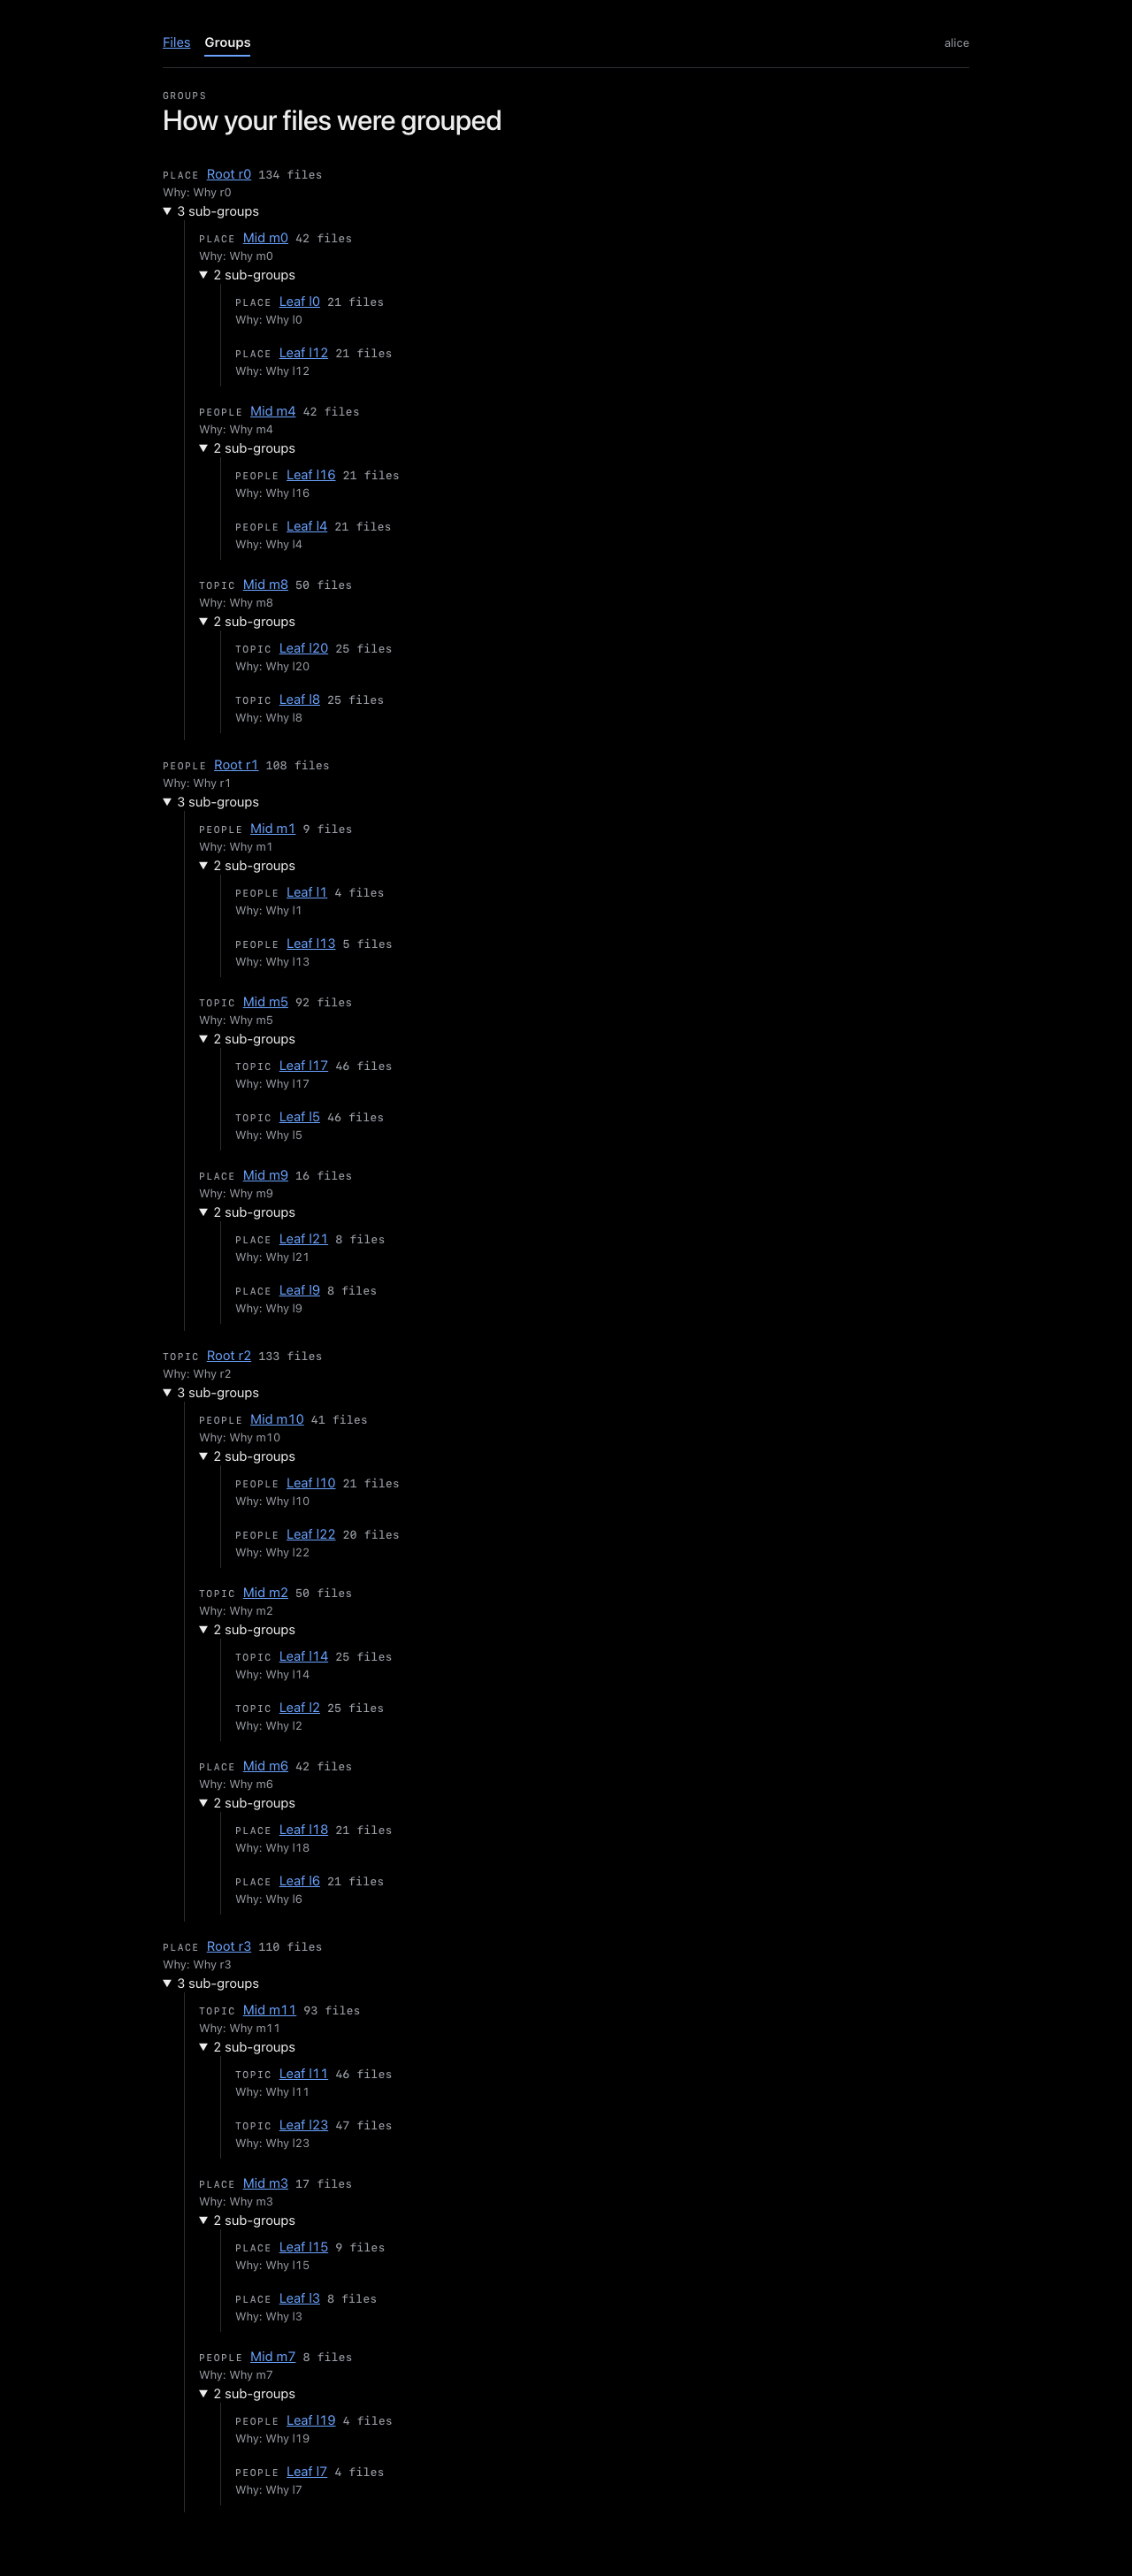 Files Groups alice
GROUPS
How your files were grouped
PLACE Root r0 134 files
Why: Why r0
▼ 3 sub-groups
PLACE Mid m0 42 files
Why: Why m0
▼ 2 sub-groups
PLACE Leaf l0 21 files
Why: Why l0
PLACE Leaf l12 21 files
Why: Why l12
PEOPLE Mid m4 42 files
Why: Why m4
▼ 2 sub-groups
PEOPLE Leaf l16 21 files
Why: Why l16
PEOPLE Leaf l4 21 files
Why: Why l4
TOPIC Mid m8 50 files
Why: Why m8
▼ 2 sub-groups
TOPIC Leaf l20 25 files
Why: Why l20
TOPIC Leaf l8 25 files
Why: Why l8
PEOPLE Root r1 108 files
Why: Why r1
▼ 3 sub-groups
PEOPLE Mid m1 9 files
Why: Why m1
▼ 2 sub-groups
PEOPLE Leaf l1 4 files
Why: Why l1
PEOPLE Leaf l13 5 files
Why: Why l13
TOPIC Mid m5 92 files
Why: Why m5
▼ 2 sub-groups
TOPIC Leaf l17 46 files
Why: Why l17
TOPIC Leaf l5 46 files
Why: Why l5
PLACE Mid m9 16 files
Why: Why m9
▼ 2 sub-groups
PLACE Leaf l21 8 files
Why: Why l21
PLACE Leaf l9 8 files
Why: Why l9
TOPIC Root r2 133 files
Why: Why r2
▼ 3 sub-groups
PEOPLE Mid m10 41 files
Why: Why m10
▼ 2 sub-groups
PEOPLE Leaf l10 21 files
Why: Why l10
PEOPLE Leaf l22 20 files
Why: Why l22
TOPIC Mid m2 50 files
Why: Why m2
▼ 2 sub-groups
TOPIC Leaf l14 25 files
Why: Why l14
TOPIC Leaf l2 25 files
Why: Why l2
PLACE Mid m6 42 files
Why: Why m6
▼ 2 sub-groups
PLACE Leaf l18 21 files
Why: Why l18
PLACE Leaf l6 21 files
Why: Why l6
PLACE Root r3 110 files
Why: Why r3
▼ 3 sub-groups
TOPIC Mid m11 93 files
Why: Why m11
▼ 2 sub-groups
TOPIC Leaf l11 46 files
Why: Why l11
TOPIC Leaf l23 47 files
Why: Why l23
PLACE Mid m3 17 files
Why: Why m3
▼ 2 sub-groups
PLACE Leaf l15 9 files
Why: Why l15
PLACE Leaf l3 8 files
Why: Why l3
PEOPLE Mid m7 8 files
Why: Why m7
▼ 2 sub-groups
PEOPLE Leaf l19 4 files
Why: Why l19
PEOPLE Leaf l7 4 files
Why: Why l7